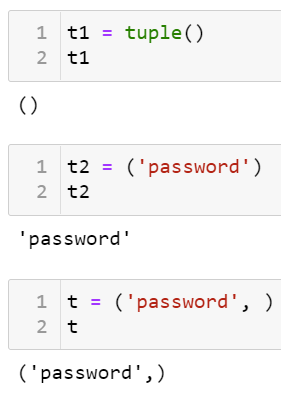 1 t1 = tuple()
2 t1
()
1 t2 = ('password')
2 t2
'password'
1 t = ('password', )
2 t
('password',)